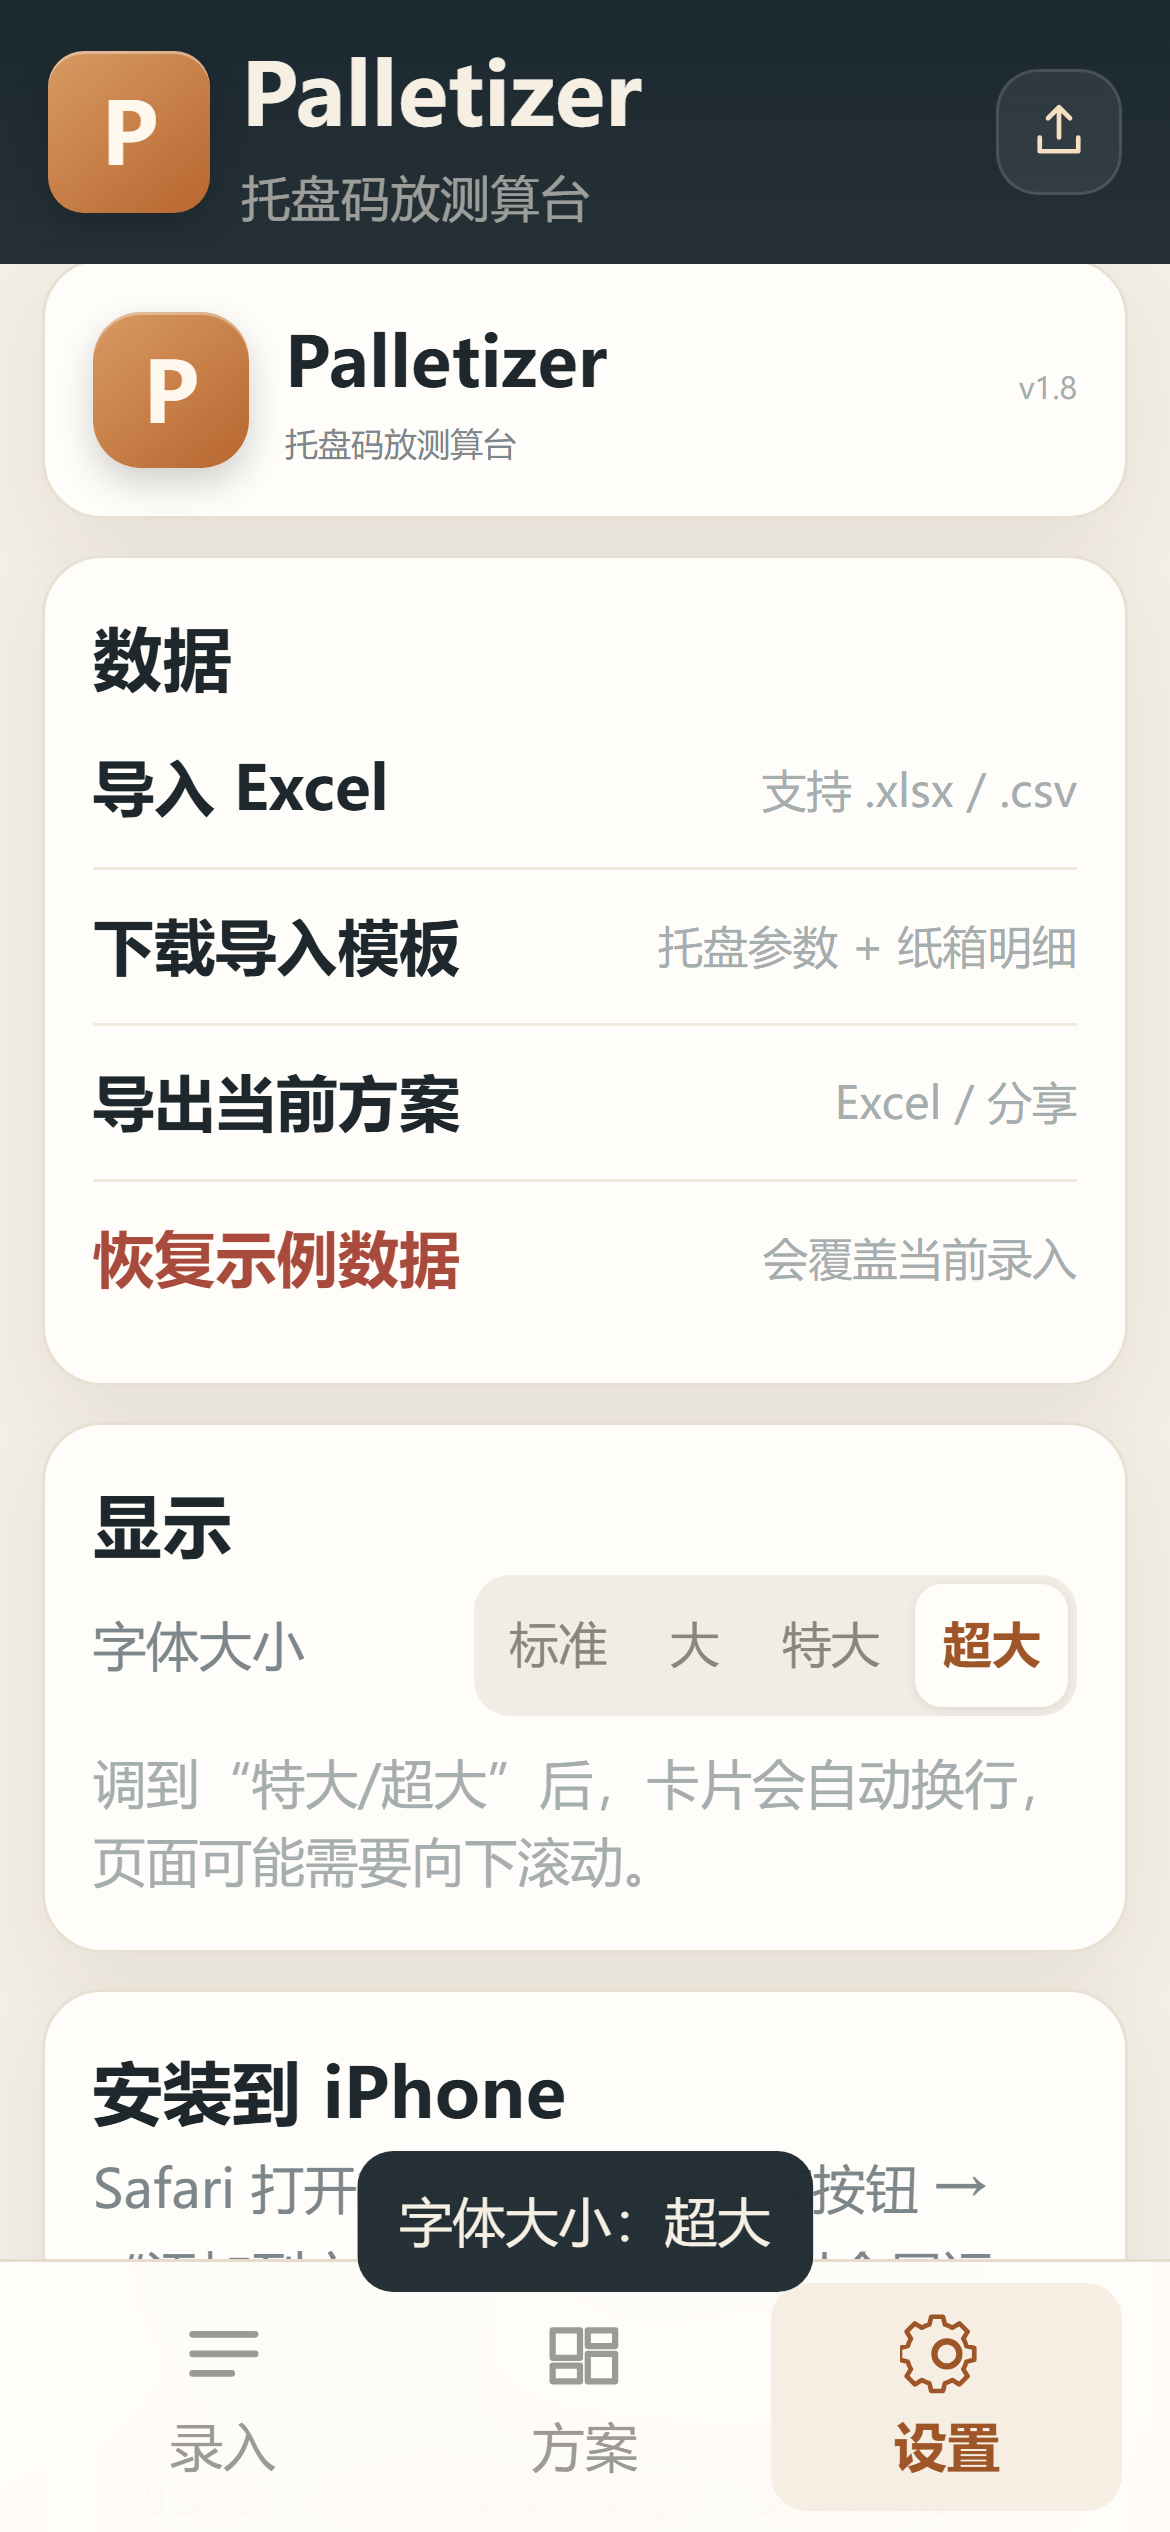 P
Palletizer
托盘码放测算台
P
Palletizer
托盘码放测算台
v1.8
数据
导入 Excel
支持 .xlsx / .csv
下载导入模板
托盘参数 + 纸箱明细
导出当前方案
Excel / 分享
恢复示例数据
会覆盖当前录入
显示
字体大小
标准 大 特大 超大
调到“特大/超大”后，卡片会自动换行，
页面可能需要向下滚动。
安装到 iPhone
Safari 打开 按钮 →
字体大小：超大
录入
方案
设置